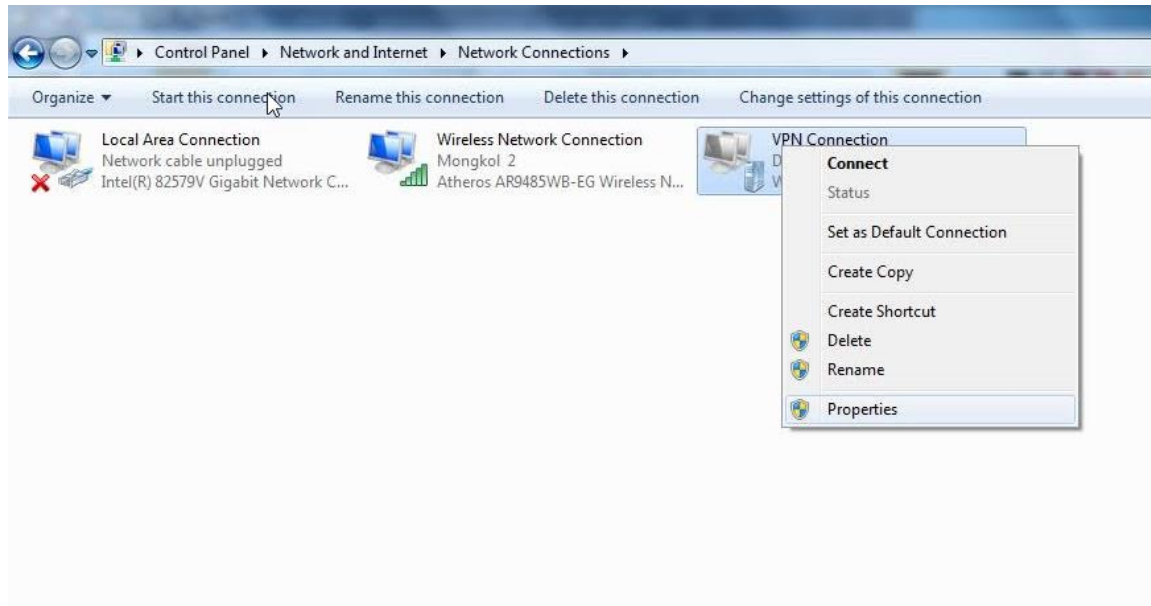 Control Panel Network and Internet Network Connections
Organize Start this connection Rename this connection Delete this connection Change settings of this connection
Local Area Connection
Network cable unplugged
Intel(R) 82579V Gigabit Network C...
Wireless Network Connection
Mongkol 2
Atheros AR9485WB-EG Wireless N...
VPN Connection
D
W
Connect
Status
Set as Default Connection
Create Copy
Create Shortcut
Delete
Rename
Properties